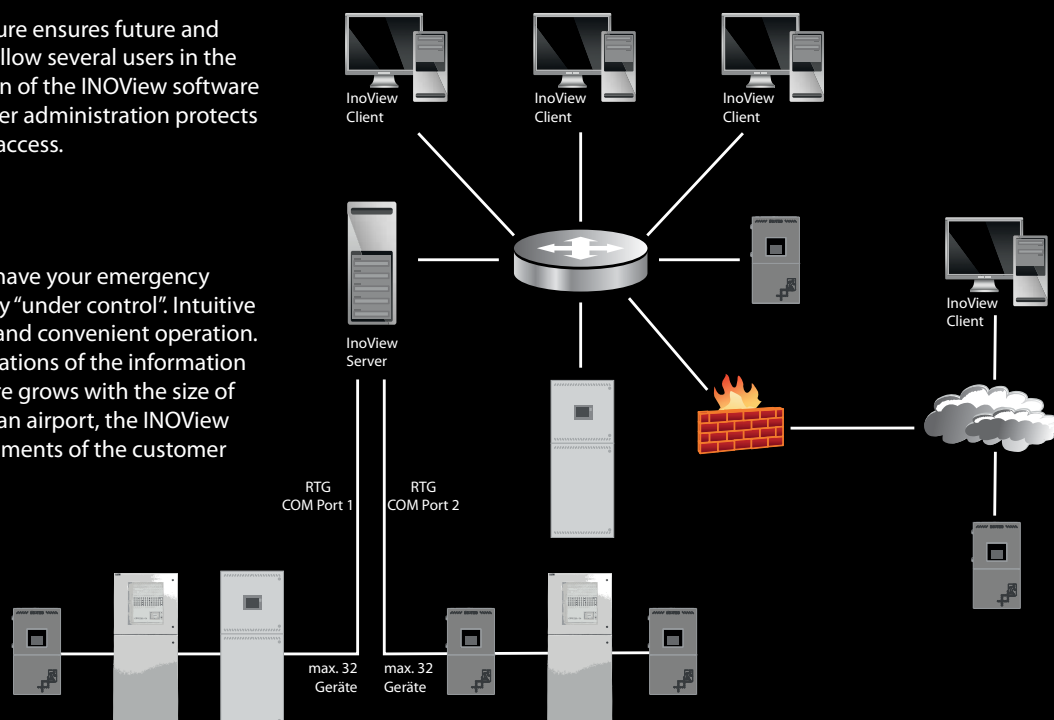 ure ensures future and
llow several users in the
n of the INOView software
er administration protects
access.
have your emergency
y “under control”. Intuitive
and convenient operation.
ations of the information
re grows with the size of
an airport, the INOView
ments of the customer
InoView
Client
InoView
Client
InoView
Client
InoView
Server
InoView
Client
RTG
COM Port 1
RTG
COM Port 2
max. 32
Geräte
max. 32
Geräte